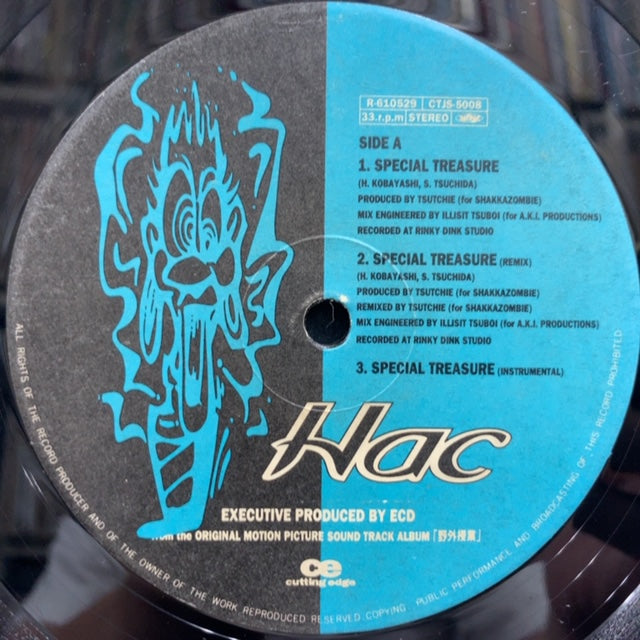 R-610529 CTJS-5008
33.r.p.m STEREO
SIDE A
1. SPECIAL TREASURE
(H. KOBAYASHI, S. TSUCHIDA)
PRODUCED BY TSUTCHIE (for SHAKKAZOMBIE)
MIX ENGINEERED BY ILLISIT TSUBOI (for A.K.I. PRODUCTIONS)
RECORDED AT RINKY DINK STUDIO
2. SPECIAL TREASURE (REMIX)
(H. KOBAYASHI, S. TSUCHIDA)
PRODUCED BY TSUTCHIE (for SHAKKAZOMBIE)
REMIXED BY TSUTCHIE (for SHAKKAZOMBIE)
MIX ENGINEERED BY ILLISIT TSUBOI (for A.K.I. PRODUCTIONS)
RECORDED AT RINKY DINK STUDIO
3. SPECIAL TREASURE (INSTRUMENTAL)
Hac
EXECUTIVE PRODUCED BY ECD
from the ORIGINAL MOTION PICTURE SOUND TRACK ALBUM「野外授業」
ce
cutting edge
ALL RIGHTS OF THE RECORD PRODUCER AND OF THE OWNER OF THE WORK REPRODUCED RESERVED. COPYING, PUBLIC PERFORMANCE AND BROADCASTING OF THIS RECORD PROHIBITED